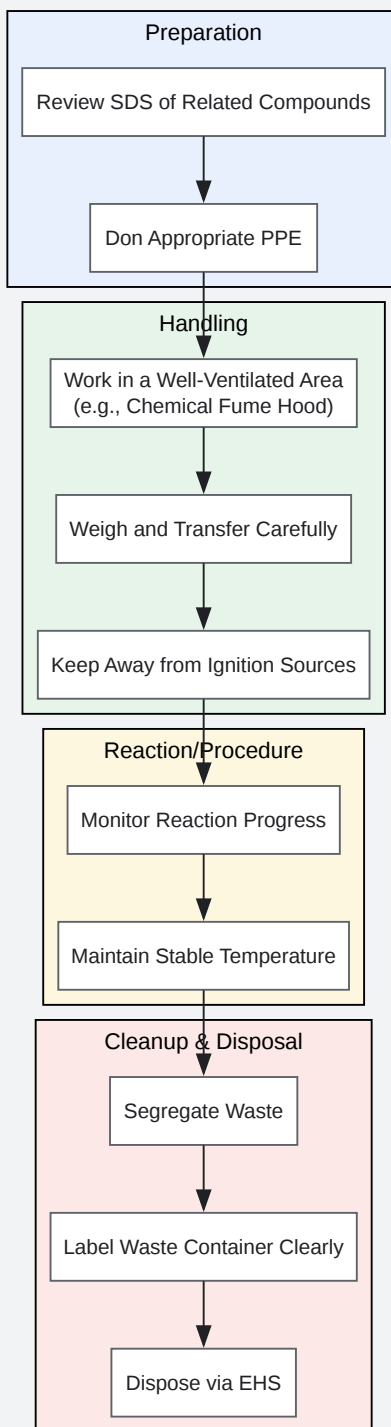 Preparation
Review SDS of Related Compounds
Don Appropriate PPE
Handling
Work in a Well-Ventilated Area
(e.g., Chemical Fume Hood)
Weigh and Transfer Carefully
Keep Away from Ignition Sources
Reaction/Procedure
Monitor Reaction Progress
Maintain Stable Temperature
Cleanup & Disposal
Segregate Waste
Label Waste Container Clearly
Dispose via EHS